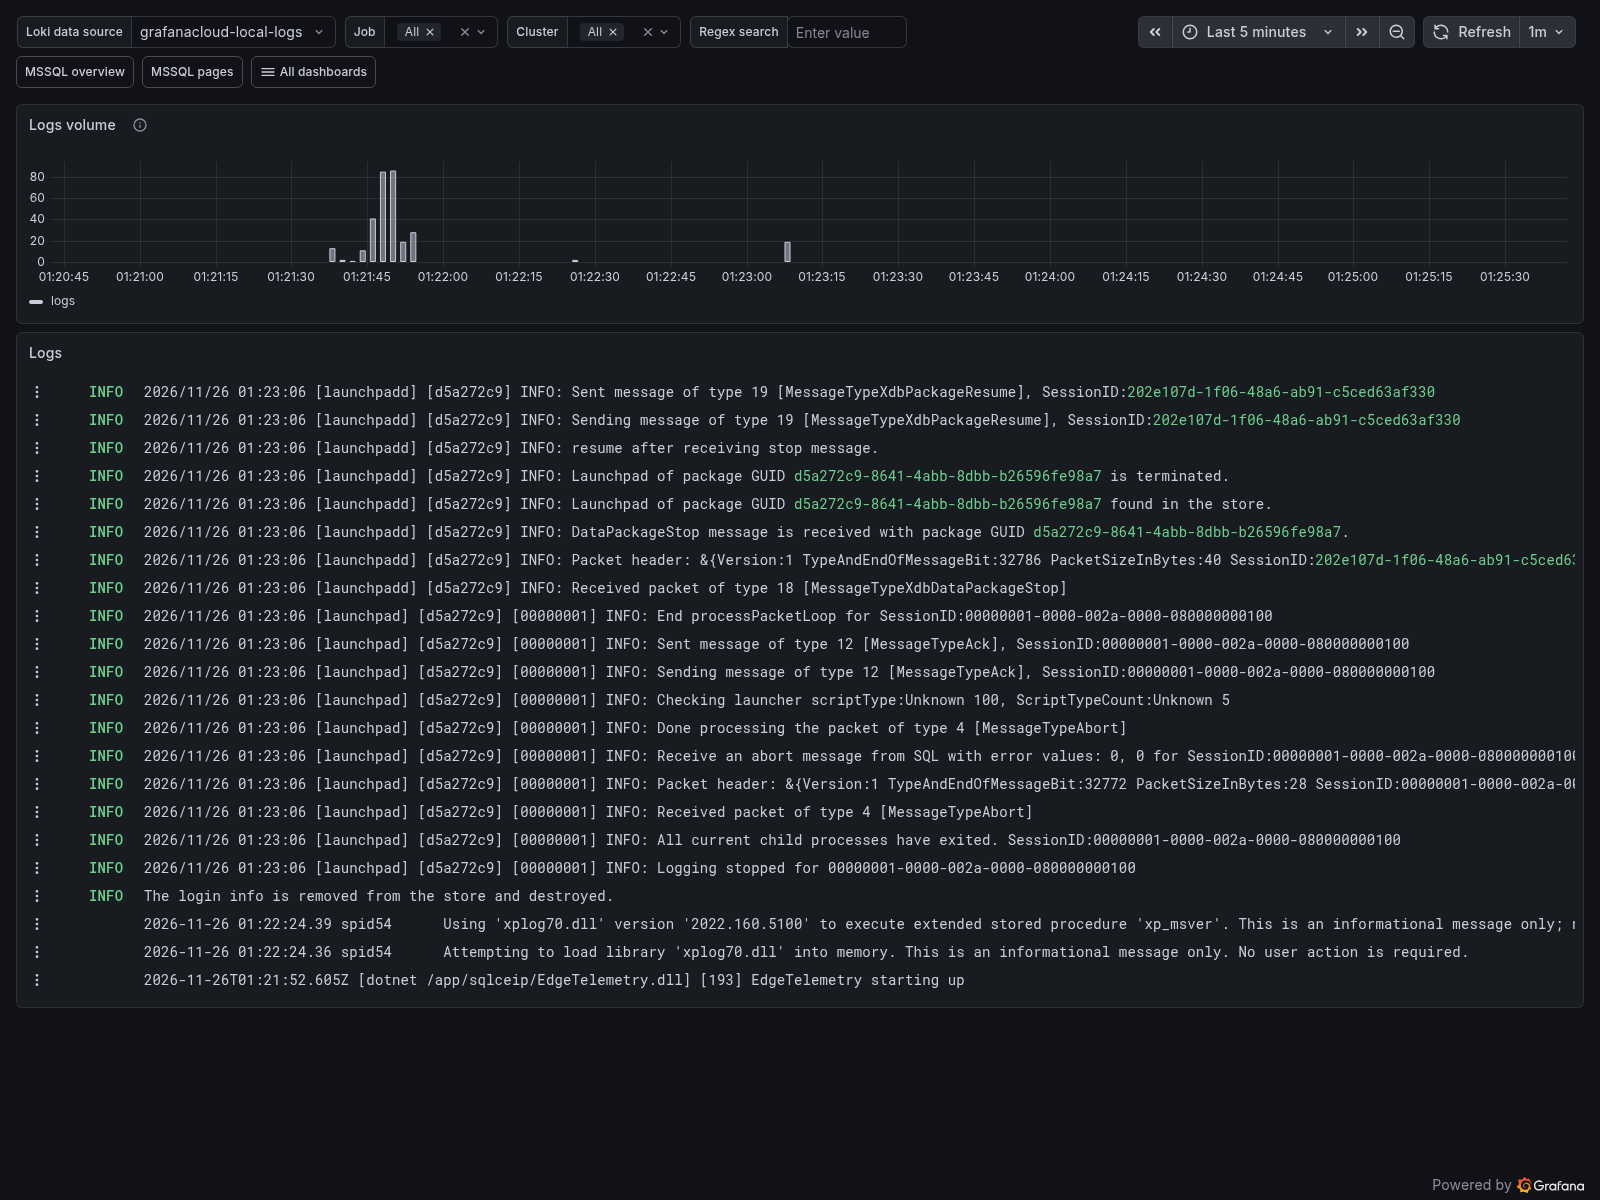 Loki data source grafanacloud-local-logs Job All Cluster All Regex search Enter value Last 5 minutes Refresh 1m
MSSQL overview MSSQL pages All dashboards
Logs volume
80
60
40
20
0
01:20:45 01:21:00 01:21:15 01:21:30 01:21:45 01:22:00 01:22:15 01:22:30 01:22:45 01:23:00 01:23:15 01:23:30 01:23:45 01:24:00 01:24:15 01:24:30 01:24:45 01:25:00 01:25:15 01:25:30
logs
Logs
INFO 2026/11/26 01:23:06 [launchpadd] [d5a272c9] INFO: Sent message of type 19 [MessageTypeXdbPackageResume], SessionID:202e107d-1f06-48a6-ab91-c5ced63af330
INFO 2026/11/26 01:23:06 [launchpadd] [d5a272c9] INFO: Sending message of type 19 [MessageTypeXdbPackageResume], SessionID:202e107d-1f06-48a6-ab91-c5ced63af330
INFO 2026/11/26 01:23:06 [launchpadd] [d5a272c9] INFO: resume after receiving stop message.
INFO 2026/11/26 01:23:06 [launchpadd] [d5a272c9] INFO: Launchpad of package GUID d5a272c9-8641-4abb-8dbb-b26596fe98a7 is terminated.
INFO 2026/11/26 01:23:06 [launchpadd] [d5a272c9] INFO: Launchpad of package GUID d5a272c9-8641-4abb-8dbb-b26596fe98a7 found in the store.
INFO 2026/11/26 01:23:06 [launchpadd] [d5a272c9] INFO: DataPackageStop message is received with package GUID d5a272c9-8641-4abb-8dbb-b26596fe98a7.
INFO 2026/11/26 01:23:06 [launchpadd] [d5a272c9] INFO: Packet header: &{Version:1 TypeAndEndOfMessageBit:32786 PacketSizeInBytes:40 SessionID:202e107d-1f06-48a6-ab91-c5ced63
INFO 2026/11/26 01:23:06 [launchpadd] [d5a272c9] INFO: Received packet of type 18 [MessageTypeXdbDataPackageStop]
INFO 2026/11/26 01:23:06 [launchpad] [d5a272c9] [00000001] INFO: End processPacketLoop for SessionID:00000001-0000-002a-0000-080000000100
INFO 2026/11/26 01:23:06 [launchpad] [d5a272c9] [00000001] INFO: Sent message of type 12 [MessageTypeAck], SessionID:00000001-0000-002a-0000-080000000100
INFO 2026/11/26 01:23:06 [launchpad] [d5a272c9] [00000001] INFO: Sending message of type 12 [MessageTypeAck], SessionID:00000001-0000-002a-0000-080000000100
INFO 2026/11/26 01:23:06 [launchpad] [d5a272c9] [00000001] INFO: Checking launcher scriptType:Unknown 100, ScriptTypeCount:Unknown 5
INFO 2026/11/26 01:23:06 [launchpad] [d5a272c9] [00000001] INFO: Done processing the packet of type 4 [MessageTypeAbort]
INFO 2026/11/26 01:23:06 [launchpad] [d5a272c9] [00000001] INFO: Receive an abort message from SQL with error values: 0, 0 for SessionID:00000001-0000-002a-0000-080000000100
INFO 2026/11/26 01:23:06 [launchpad] [d5a272c9] [00000001] INFO: Packet header: &{Version:1 TypeAndEndOfMessageBit:32772 PacketSizeInBytes:28 SessionID:00000001-0000-002a-00
INFO 2026/11/26 01:23:06 [launchpad] [d5a272c9] [00000001] INFO: Received packet of type 4 [MessageTypeAbort]
INFO 2026/11/26 01:23:06 [launchpad] [d5a272c9] [00000001] INFO: All current child processes have exited. SessionID:00000001-0000-002a-0000-080000000100
INFO 2026/11/26 01:23:06 [launchpad] [d5a272c9] [00000001] INFO: Logging stopped for 00000001-0000-002a-0000-080000000100
INFO The login info is removed from the store and destroyed.
2026-11-26 01:22:24.39 spid54 Using 'xplog70.dll' version '2022.160.5100' to execute extended stored procedure 'xp_msver'. This is an informational message only;
2026-11-26 01:22:24.36 spid54 Attempting to load library 'xplog70.dll' into memory. This is an informational message only. No user action is required.
2026-11-26T01:21:52.605Z [dotnet /app/sqlceip/EdgeTelemetry.dll] [193] EdgeTelemetry starting up
Powered by Grafana